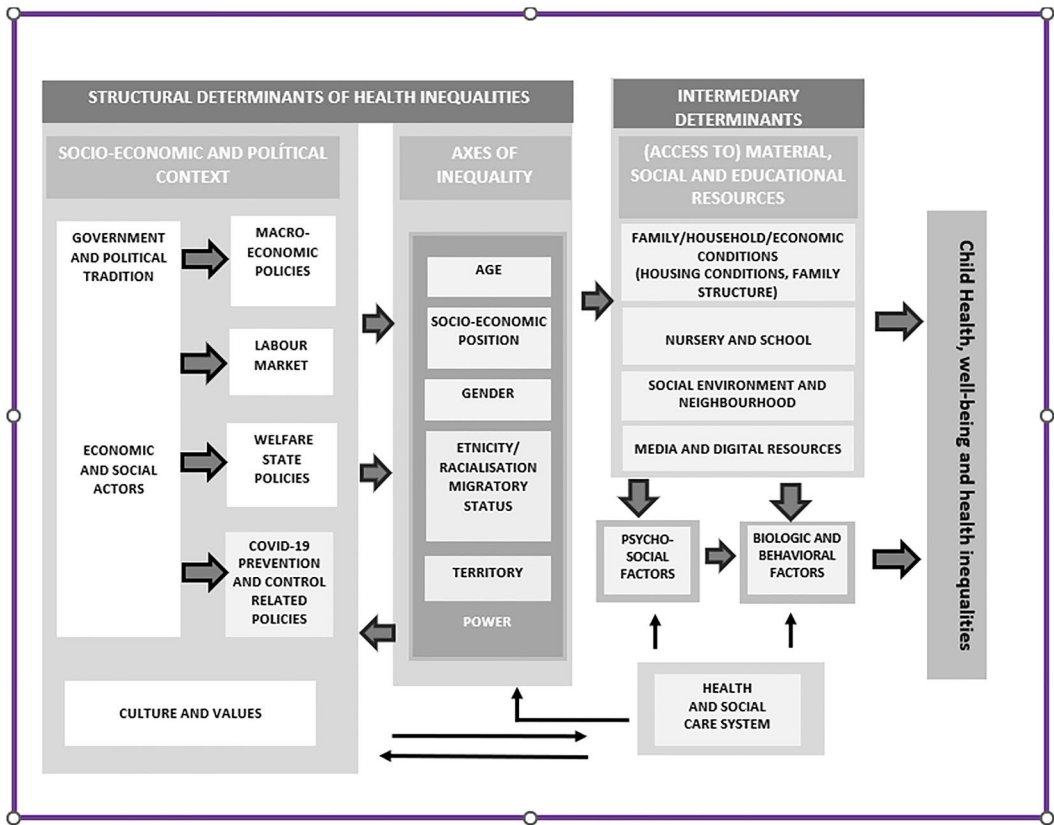 STRUCTURAL DETERMINANTS OF HEALTH INEQUALITIES
SOCIO-ECONOMIC AND POLÍTICAL
CONTEXT
GOVERNMENT
AND POLITICAL
TRADITION
ECONOMIC
AND SOCIAL
ACTORS
MACRO-
ECONOMIC
POLICIES
LABOUR
MARKET
WELFARE
STATE
POLICIES
COVID-19
PREVENTION
AND CONTROL
RELATED
POLICIES
CULTURE AND VALUES
AXES OF
INEQUALITY
AGE
SOCIO-ECONOMIC
POSITION
GENDER
ETNICITY/
RACIALISATION
MIGRATORY
STATUS
TERRITORY
POWER
INTERMEDIARY
DETERMINANTS
(ACCESS TO) MATERIAL,
SOCIAL AND EDUCATIONAL
RESOURCES
FAMILY/HOUSEHOLD/ECONOMIC
CONDITIONS
(HOUSING CONDITIONS, FAMILY
STRUCTURE)
NURSERY AND SCHOOL
SOCIAL ENVIRONMENT AND
NEIGHBOURHOOD
MEDIA AND DIGITAL RESOURCES
PSYCHO-
SOCIAL
FACTORS
BIOLOGIC AND
BEHAVIORAL
FACTORS
HEALTH
AND SOCIAL
CARE SYSTEM
Child Health, well-being and health inequalities